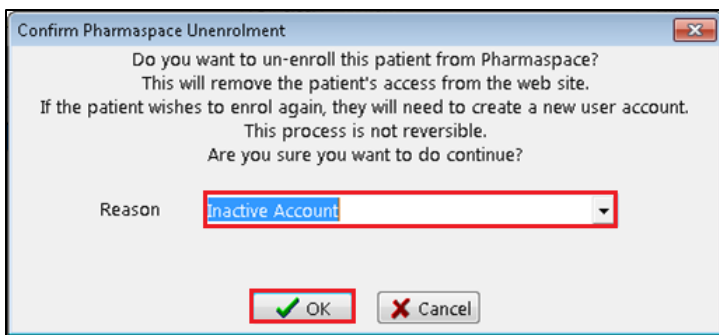 Confirm Pharmaspace Unenrolment
Do you want to un-enroll this patient from Pharmaspace?
This will remove the patient's access from the web site.
If the patient wishes to enrol again, they will need to create a new user account.
This process is not reversible.
Are you sure you want to do continue?
Reason Inactive Account
OK Cancel